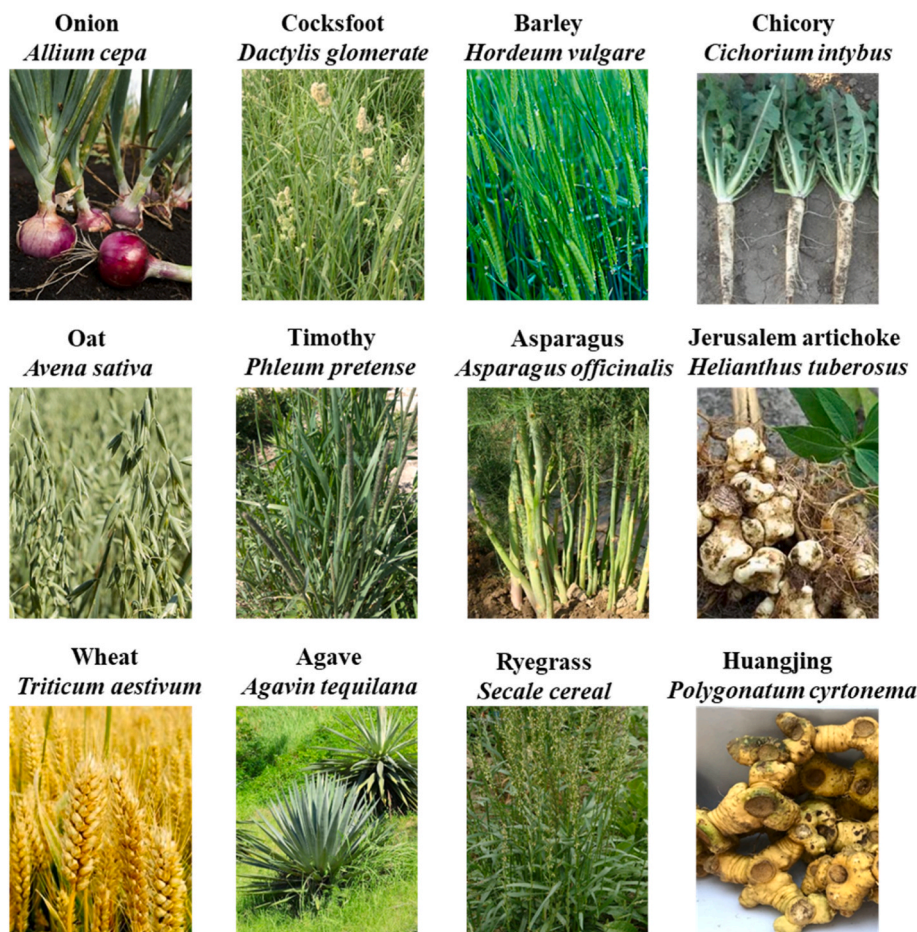 Onion
Allium cepa
Cocksfoot
Dactylis glomerate
Barley
Hordeum vulgare
Chicory
Cichorium intybus
Oat
Avena sativa
Timothy
Phleum pretense
Asparagus
Asparagus officinalis
Jerusalem artichoke
Helianthus tuberosus
Wheat
Triticum aestivum
Agave
Agavin tequilana
Ryegrass
Secale cereal
Huangjing
Polygonatum cyrtonema